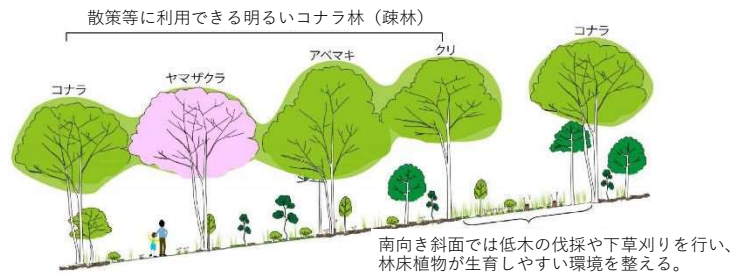 散策等に利用できる明るいコナラ林（疎林）
コナラ
ヤマザクラ
アベマキ
クリ
コナラ
南向き斜面では低木の伐採や下草刈りを行い、
林床植物が生育しやすい環境を整える。